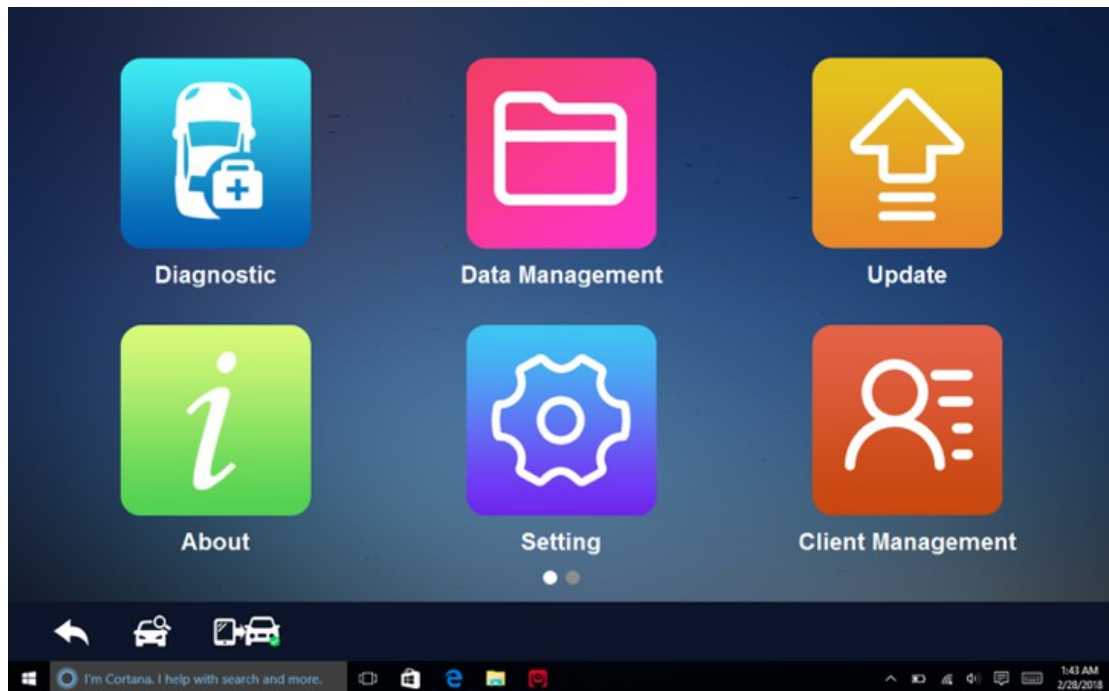 Diagnostic
Data Management
Update
About
Setting
Client Management
I'm Cortana. I help with search and more.
1:43 AM
2/28/2018